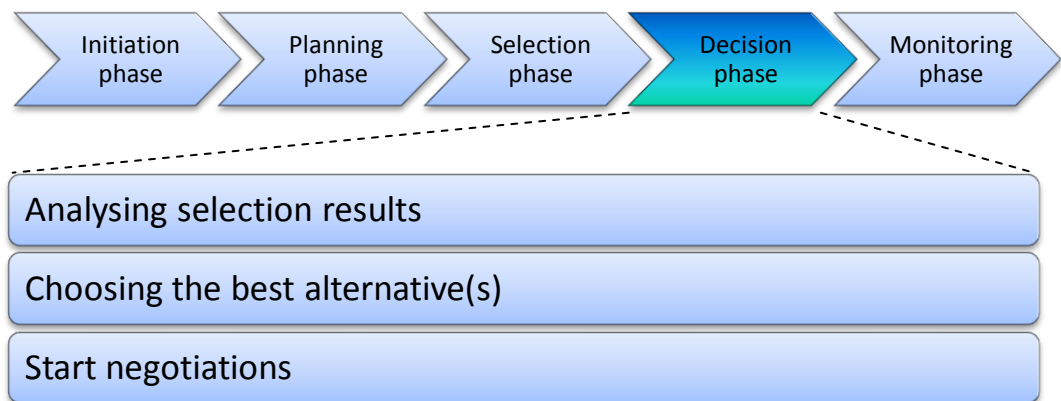 Initiation
phase
Planning
phase
Selection
phase
Decision
phase
Monitoring
phase
Analysing selection results
Choosing the best alternative(s)
Start negotiations